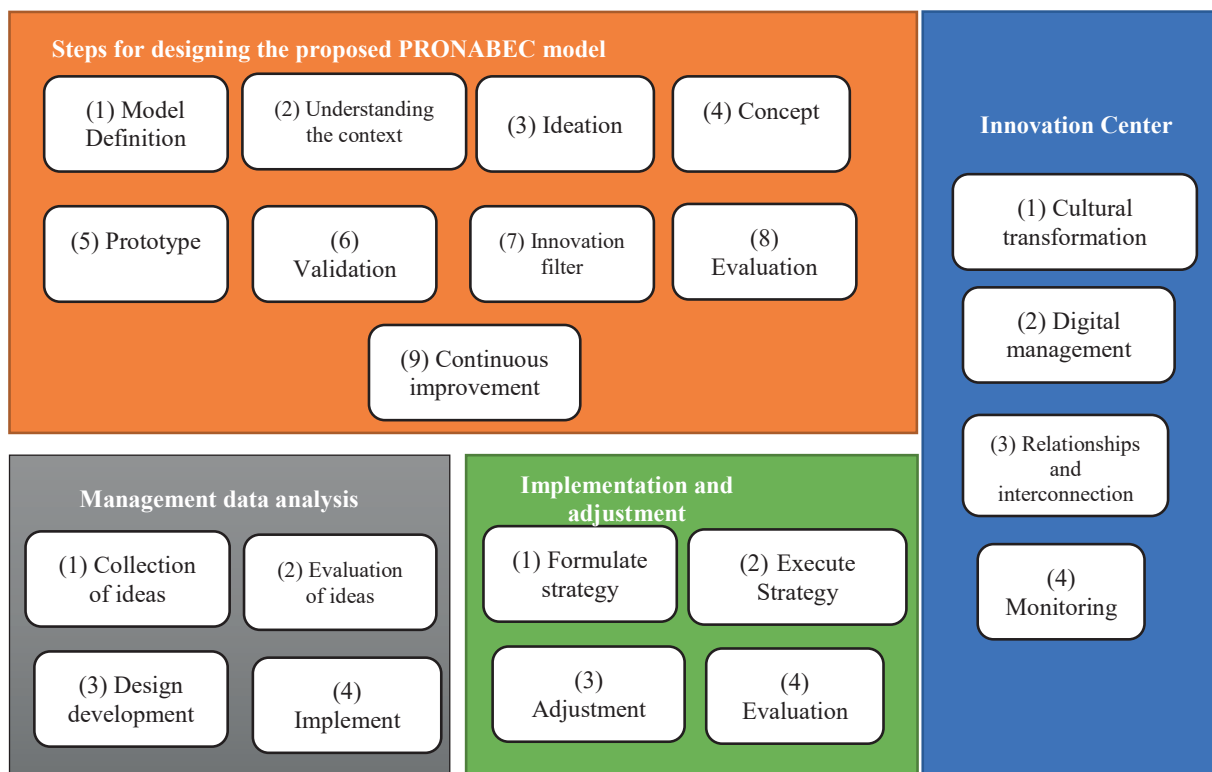 Steps for designing the proposed PRONABEC model
(1) Model
Definition
(2) Understanding
the context
(3) Ideation
(4) Concept
(5) Prototype
(6)
Validation
(7) Innovation
filter
(8)
Evaluation
(9) Continuous
improvement
Innovation Center
(1) Cultural
transformation
(2) Digital
management
(3) Relationships
and
interconnection
(4)
Monitoring
Management data analysis
(1) Collection
of ideas
(2) Evaluation
of ideas
(3) Design
development
(4)
Implement
Implementation and
adjustment
(1) Formulate
strategy
(2) Execute
Strategy
(3)
Adjustment
(4)
Evaluation